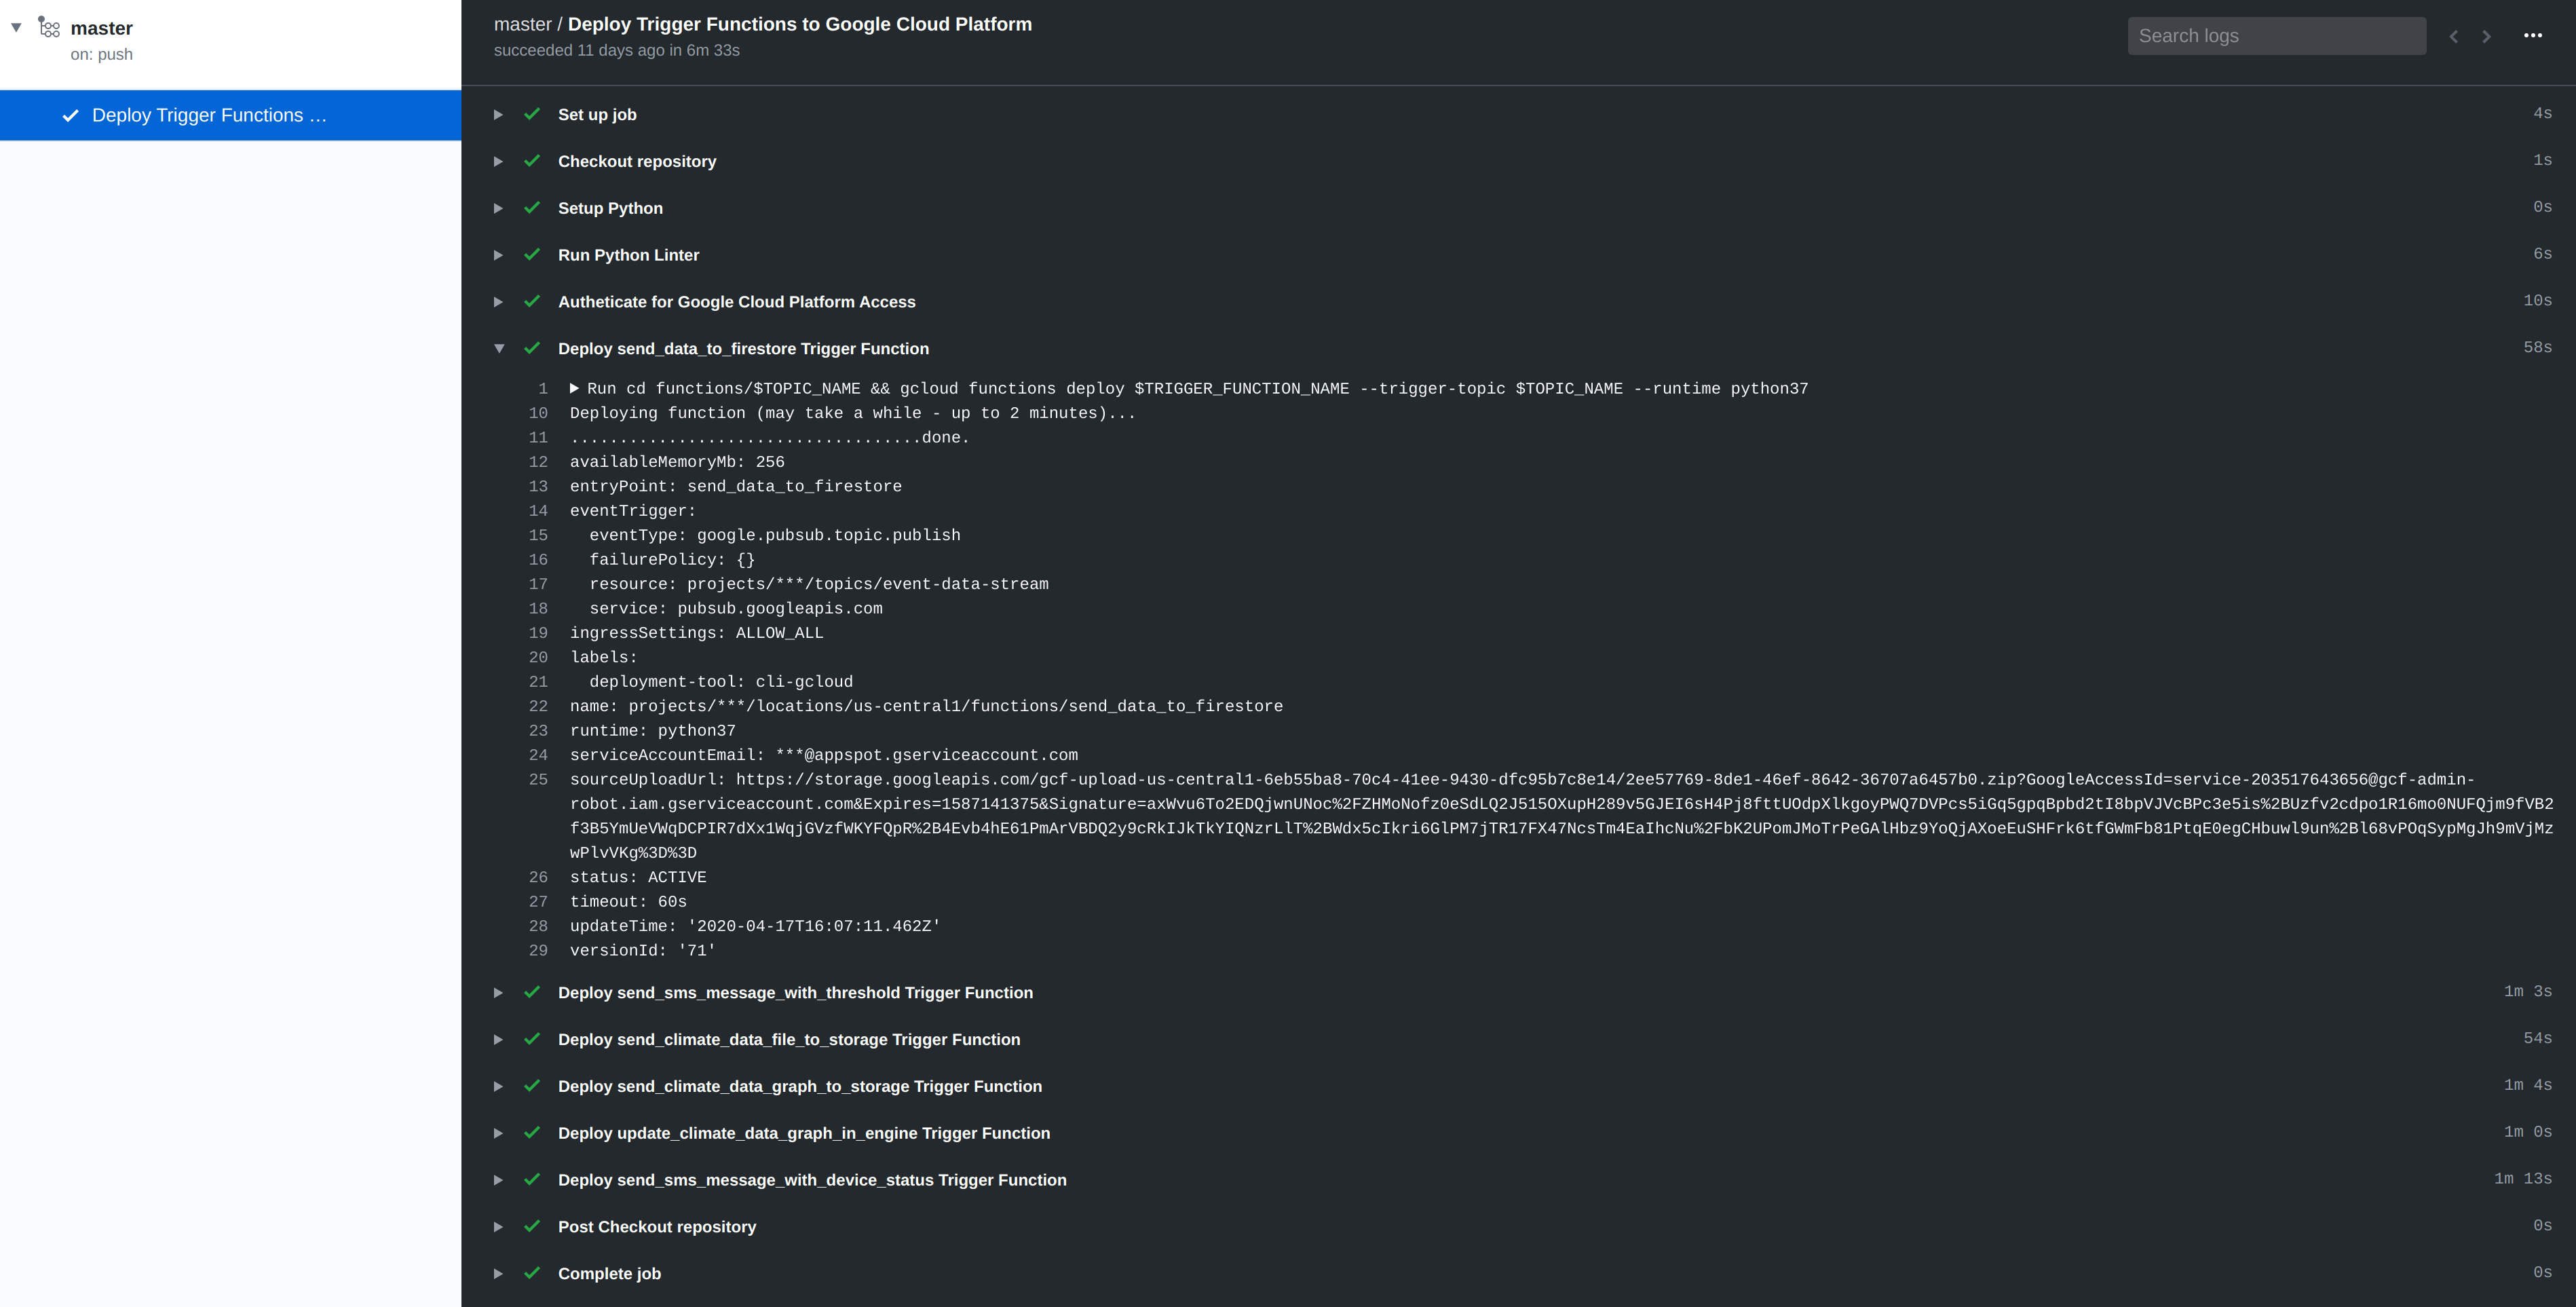 master
on: push
Deploy Trigger Functions …
master / Deploy Trigger Functions to Google Cloud Platform
succeeded 11 days ago in 6m 33s
Search logs
Set up job 4s
Checkout repository 1s
Setup Python 0s
Run Python Linter 6s
Autheticate for Google Cloud Platform Access 10s
Deploy send_data_to_firestore Trigger Function 58s
1 Run cd functions/$TOPIC_NAME && gcloud functions deploy $TRIGGER_FUNCTION_NAME --trigger-topic $TOPIC_NAME --runtime python37
10 Deploying function (may take a while - up to 2 minutes)...
11 ....................................done.
12 availableMemoryMb: 256
13 entryPoint: send_data_to_firestore
14 eventTrigger:
15 eventType: google.pubsub.topic.publish
16 failurePolicy: {}
17 resource: projects/***/topics/event-data-stream
18 service: pubsub.googleapis.com
19 ingressSettings: ALLOW_ALL
20 labels:
21 deployment-tool: cli-gcloud
22 name: projects/***/locations/us-central1/functions/send_data_to_firestore
23 runtime: python37
24 serviceAccountEmail: ***@appspot.gserviceaccount.com
25 sourceUploadUrl: https://storage.googleapis.com/gcf-upload-us-central1-6eb55ba8-70c4-41ee-9430-dfc95b7c8e14/2ee57769-8de1-46ef-8642-36707a6457b0.zip?GoogleAccessId=service-203517643656@gcf-admin-
robot.iam.gserviceaccount.com&Expires=1587141375&Signature=axWvu6To2EDQjwnUNoc%2FZHMoNofz0eSdLQ2J515OXupH289v5GJEI6sH4Pj8fttUOdpXlkgoyPWQ7DVPcs5iGq5gpqBpbd2tI8bpVJVcBPc3e5is%2BUzfv2cdpo1R16mo0NUFQjm9fVB2
f3B5YmUeVWqDCPIR7dXx1WqjGVzfWKYFQpR%2B4Evb4hE61PmArVBDQ2y9cRkIJkTkYIQNzrLlT%2BWdx5cIkri6GlPM7jTR17FX47NcsTm4EaIhcNu%2FbK2UPomJMoTrPeGAlHbz9YoQjAXoeEuSHFrk6tfGWmFb81PtqE0egCHbuwl9un%2Bl68vPOqSypMgJh9mVjMz
wPlvVKg%3D%3D
26 status: ACTIVE
27 timeout: 60s
28 updateTime: '2020-04-17T16:07:11.462Z'
29 versionId: '71'
Deploy send_sms_message_with_threshold Trigger Function 1m 3s
Deploy send_climate_data_file_to_storage Trigger Function 54s
Deploy send_climate_data_graph_to_storage Trigger Function 1m 4s
Deploy update_climate_data_graph_in_engine Trigger Function 1m 0s
Deploy send_sms_message_with_device_status Trigger Function 1m 13s
Post Checkout repository 0s
Complete job 0s